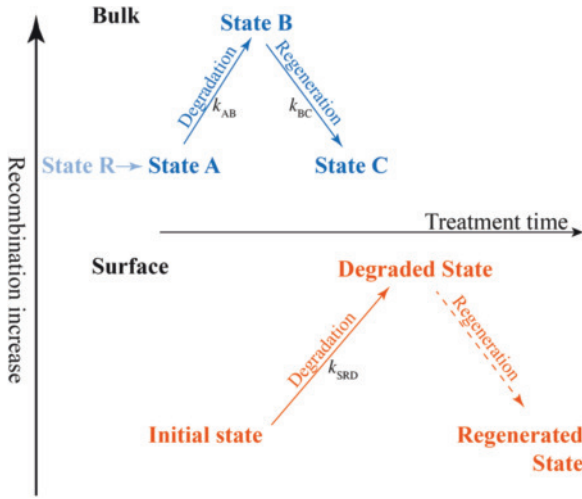 Bulk
State B
Degradation
Regeneration
k_AB
k_BC
State R
State A
State C
Recombination increase
Treatment time
Surface
Degraded State
Degradation
Regeneration
k_SRD
Initial state
Regenerated
State